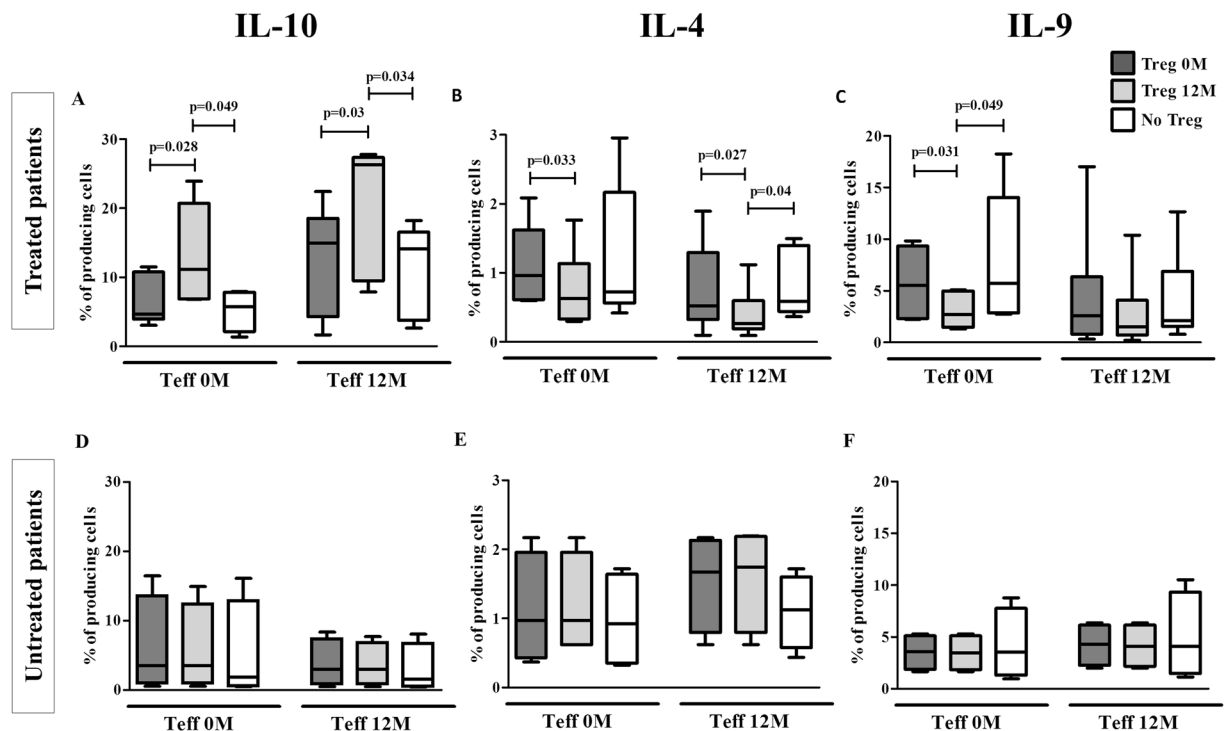 IL-10
IL-4
IL-9
Treg 0M
Treg 12M
No Treg
Treated patients
A
% of producing cells
30
20
10
0
p=0.028
p=0.049
p=0.03
p=0.034
Teff 0M
Teff 12M
B
% of producing cells
3
2
1
0
p=0.033
p=0.027
p=0.04
Teff 0M
Teff 12M
C
% of producing cells
20
15
10
5
0
p=0.031
p=0.049
Teff 0M
Teff 12M
Untreated patients
D
% of producing cells
30
20
10
0
Teff 0M
Teff 12M
E
% of producing cells
3
2
1
0
Teff 0M
Teff 12M
F
% of producing cells
20
15
10
5
0
Teff 0M
Teff 12M